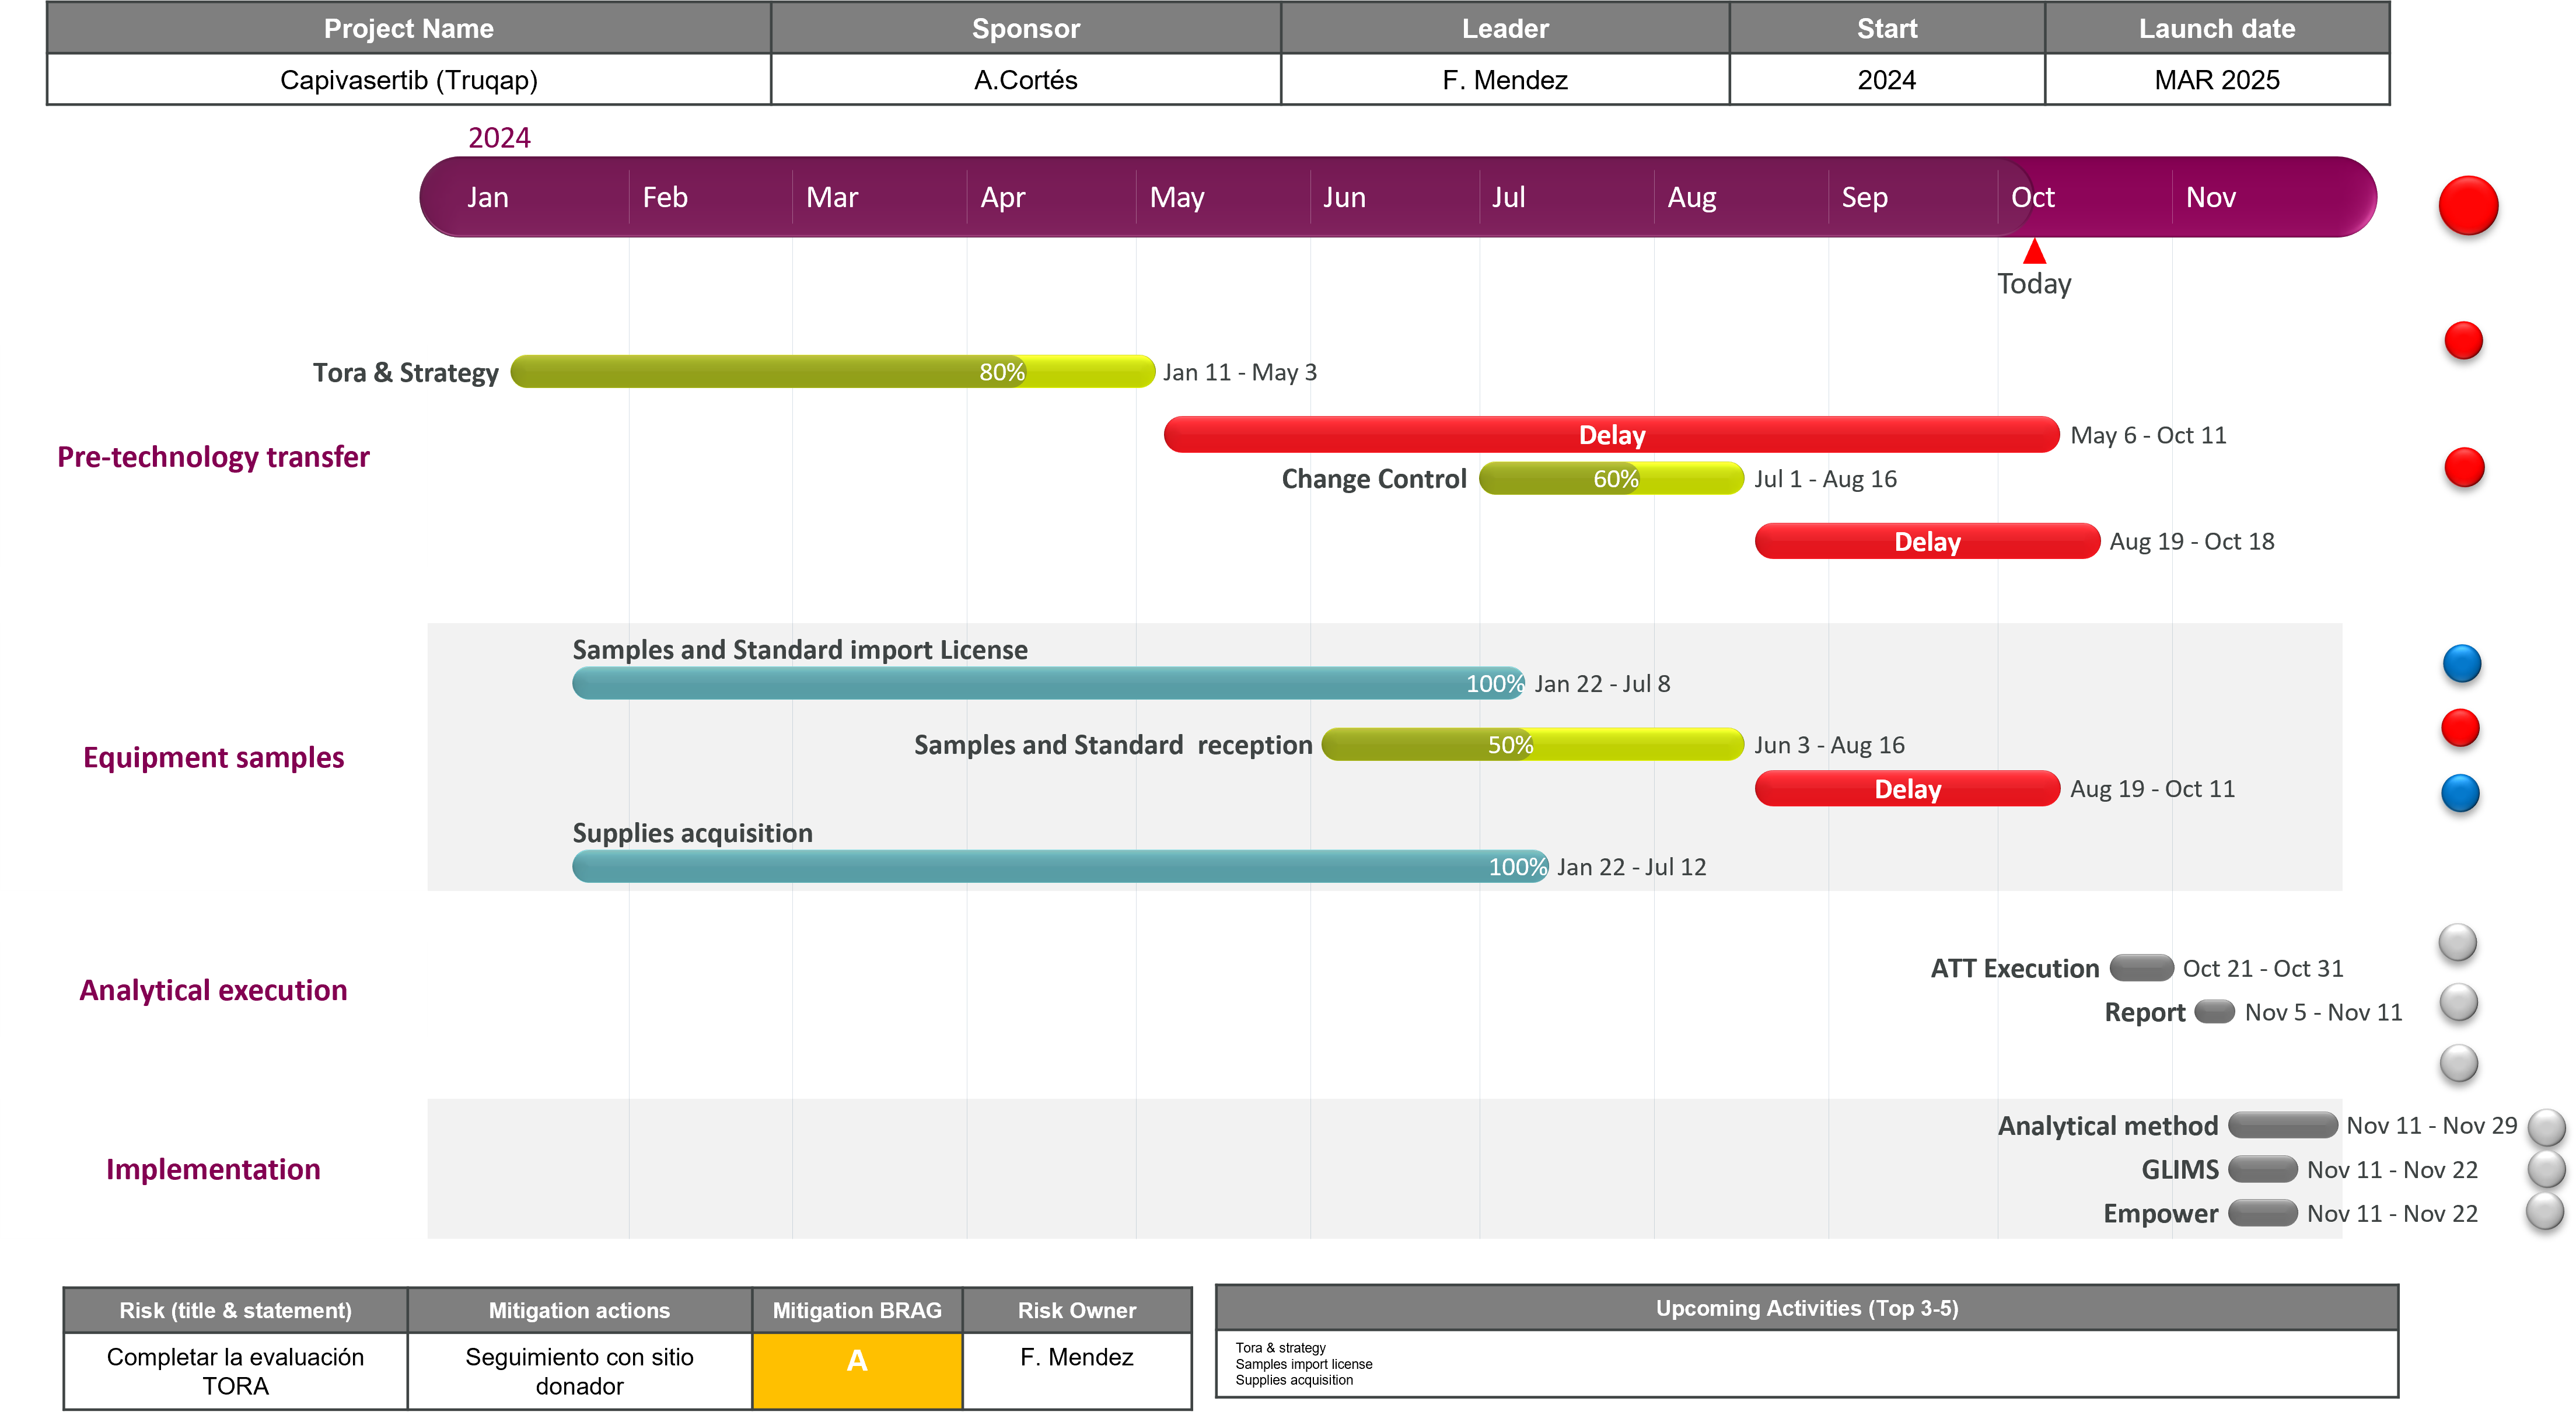 Project Name Sponsor Leader Start Launch date
Capivasertib (Truqap) A.Cortés F. Mendez 2024 MAR 2025
2024
Jan Feb Mar Apr May Jun Jul Aug Sep Oct Nov
Today
Tora & Strategy 80% Jan 11 - May 3
Delay May 6 - Oct 11
Pre-technology transfer
Change Control 60% Jul 1 - Aug 16
Delay Aug 19 - Oct 18
Samples and Standard import License
100% Jan 22 - Jul 8
Samples and Standard  reception 50% Jun 3 - Aug 16
Equipment samples
Delay Aug 19 - Oct 11
Supplies acquisition
100% Jan 22 - Jul 12
ATT Execution Oct 21 - Oct 31
Analytical execution
Report Nov 5 - Nov 11
Analytical method Nov 11 - Nov 29
Implementation
GLIMS Nov 11 - Nov 22
Empower Nov 11 - Nov 22
Risk (title & statement) Mitigation actions Mitigation BRAG Risk Owner
Completar la evaluación
TORA
Seguimiento con sitio
donador
A
F. Mendez
Upcoming Activities (Top 3-5)
Tora & strategy
Samples import license
Supplies acquisition